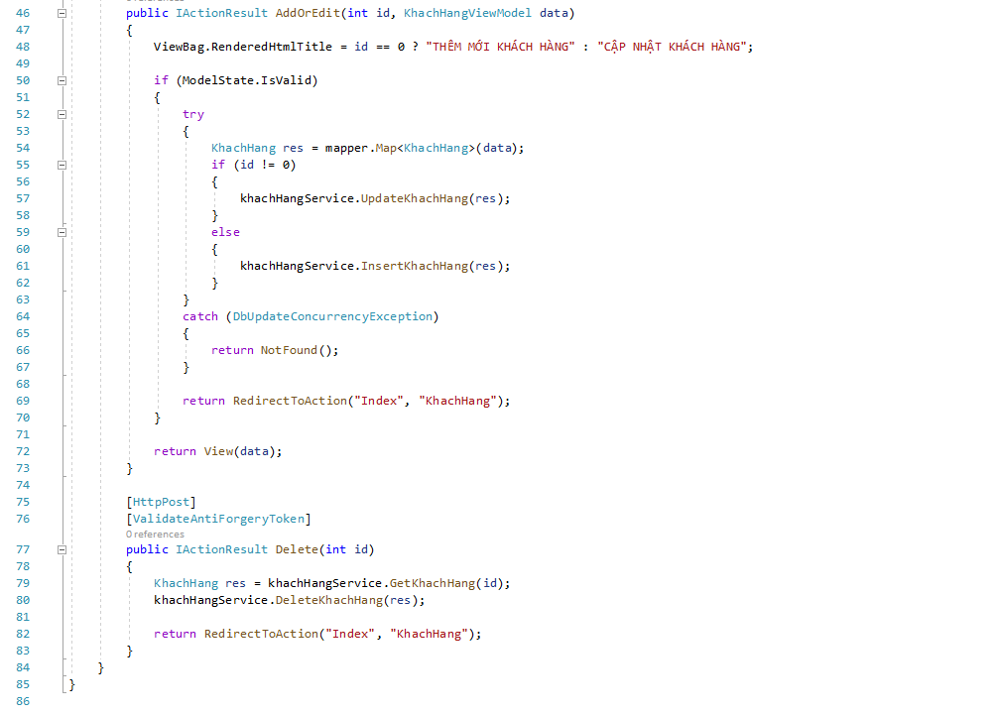 46 public IActionResult AddOrEdit(int id, KhachHangViewModel data)
47 {
48 ViewBag.RenderedHtmlTitle = id == 0 ? "THÊM MỚI KHÁCH HÀNG" : "CẬP NHẬT KHÁCH HÀNG";
49
50 if (ModelState.IsValid)
51 {
52 try
53 {
54 KhachHang res = mapper.Map<KhachHang>(data);
55 if (id != 0)
56 {
57 khachHangService.UpdateKhachHang(res);
58 }
59 else
60 {
61 khachHangService.InsertKhachHang(res);
62 }
63 }
64 catch (DbUpdateConcurrencyException)
65 {
66 return NotFound();
67 }
68
69 return RedirectToAction("Index", "KhachHang");
70 }
71
72 return View(data);
73 }
74
75 [HttpPost]
76 [ValidateAntiForgeryToken]
0 references
77 public IActionResult Delete(int id)
78 {
79 KhachHang res = khachHangService.GetKhachHang(id);
80 khachHangService.DeleteKhachHang(res);
81
82 return RedirectToAction("Index", "KhachHang");
83 }
84 }
85 }
86